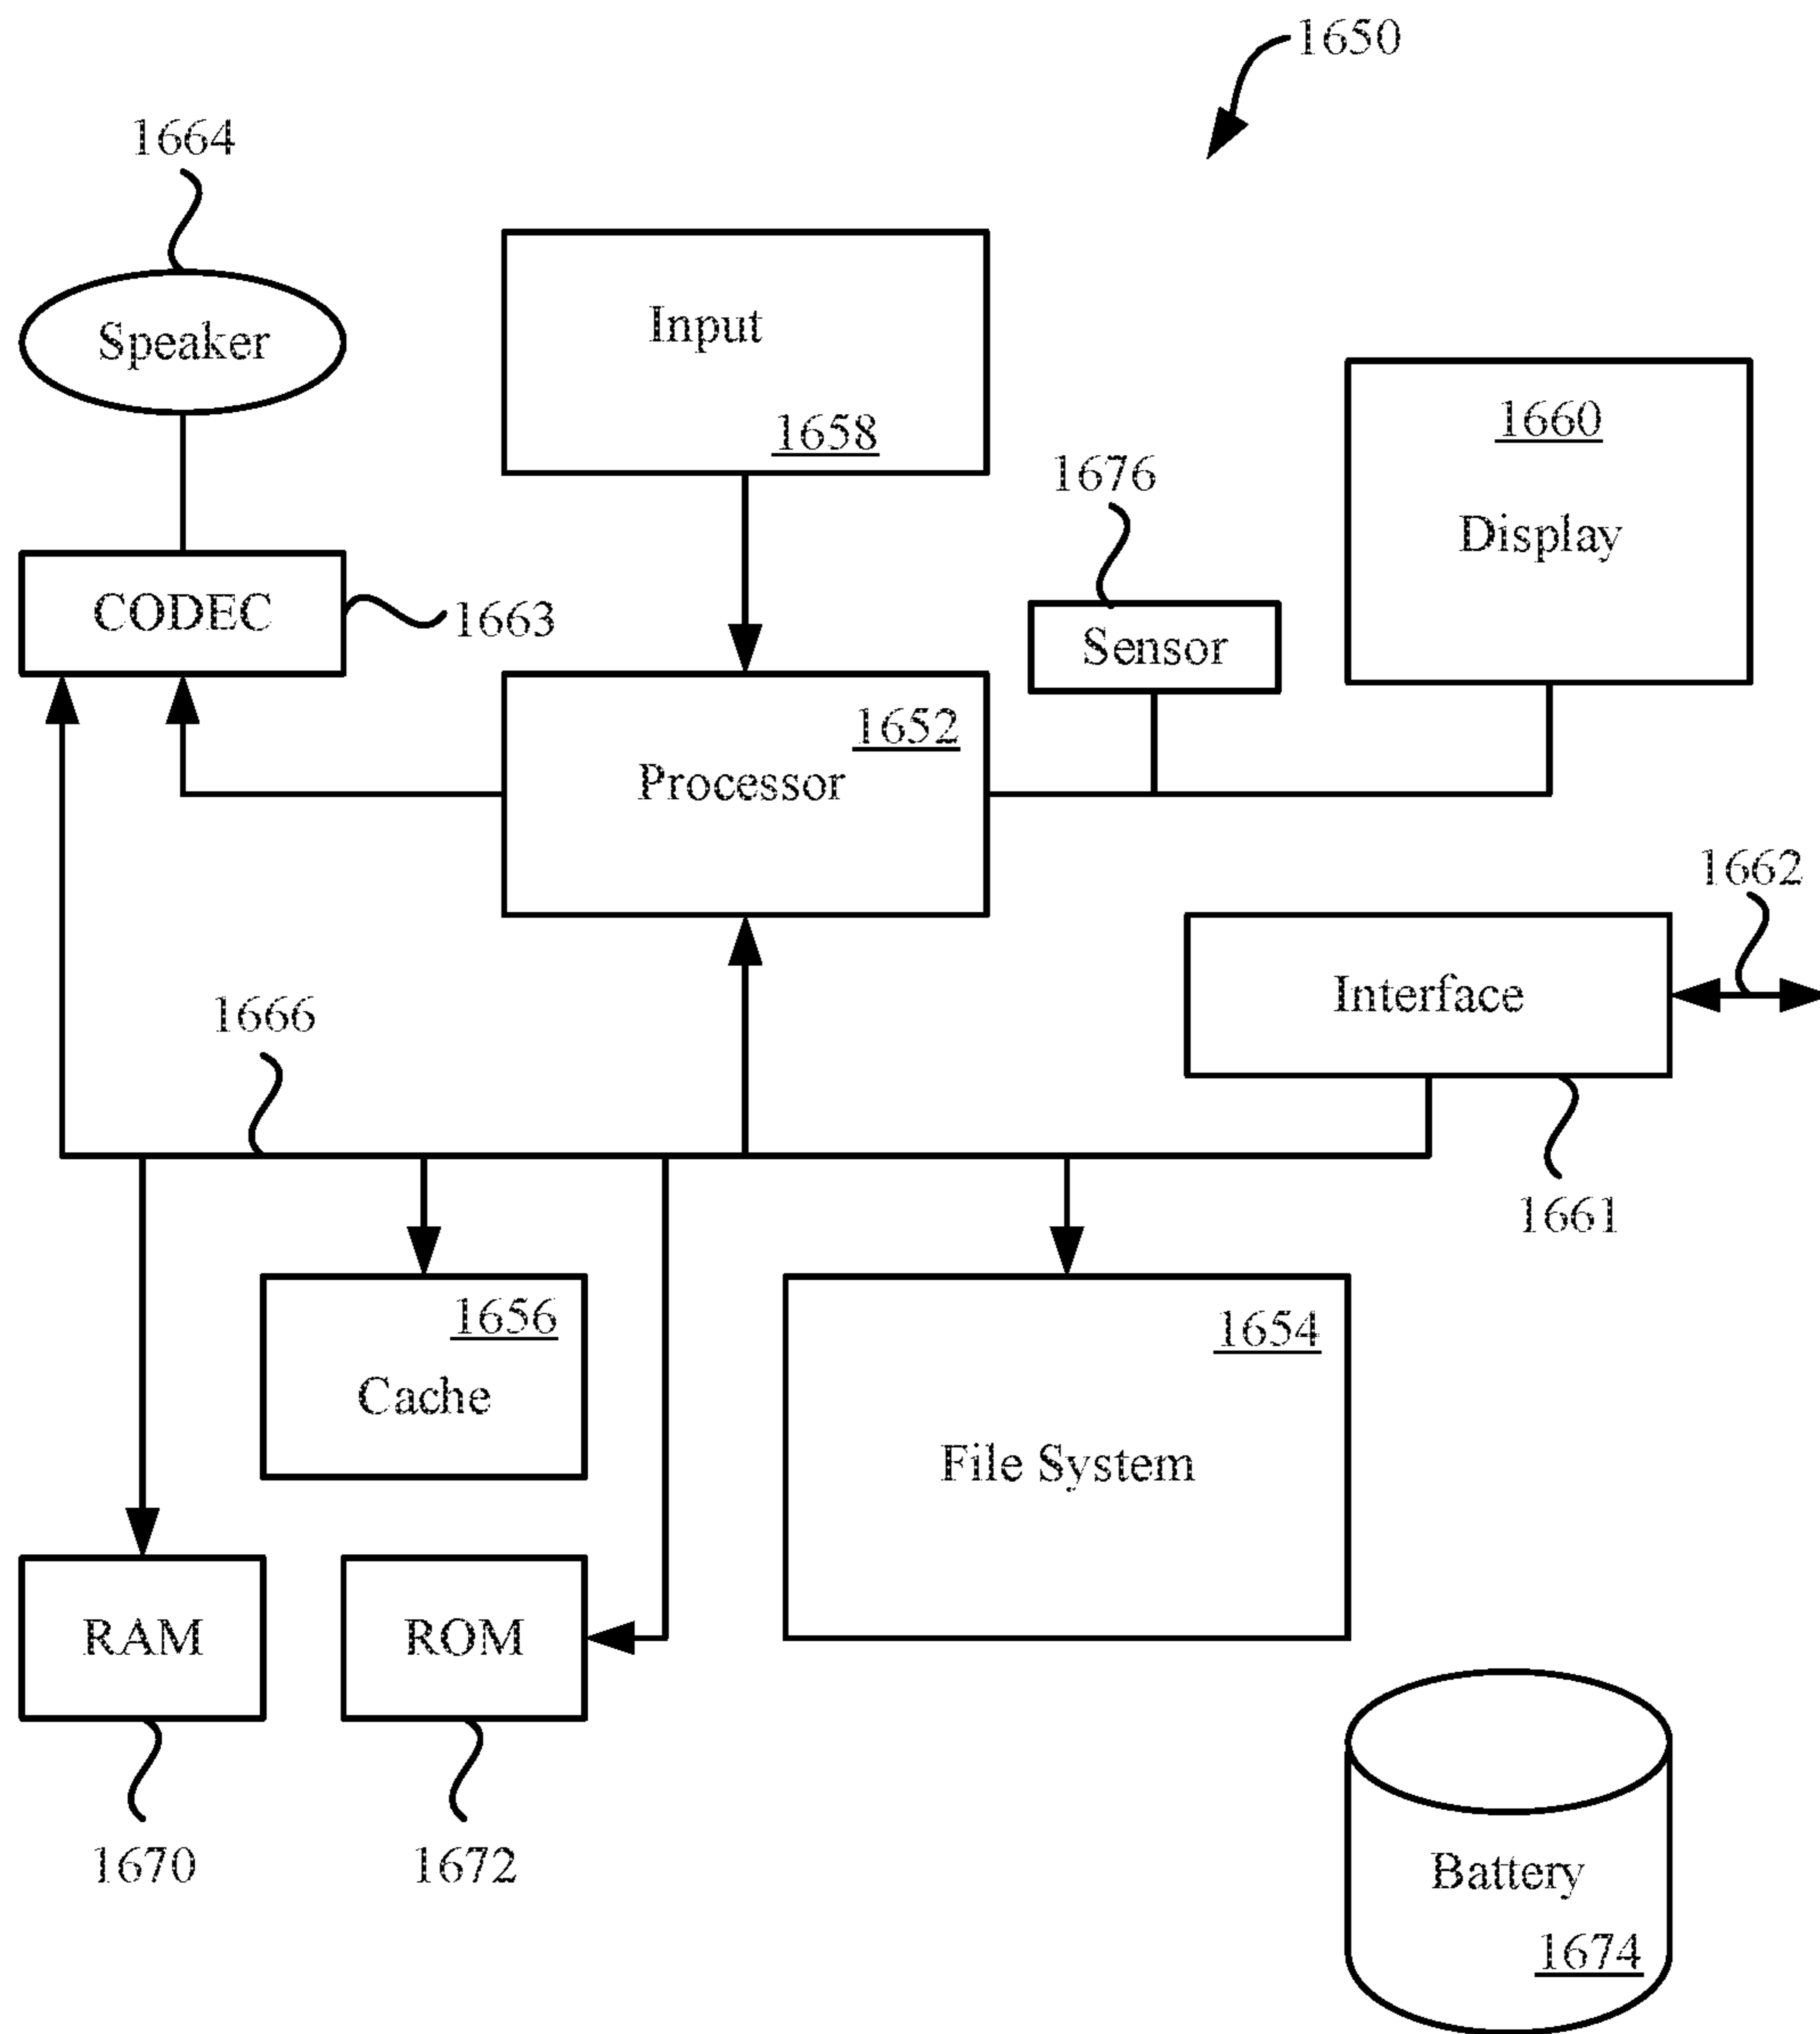 1650
1664
Speaker
Input
1658
1660
Display
1676
Sensor
CODEC
1663
1652
Processor
1662
Interface
1666
1661
1656
Cache
1654
File System
RAM
ROM
1670
1672
Battery
1674